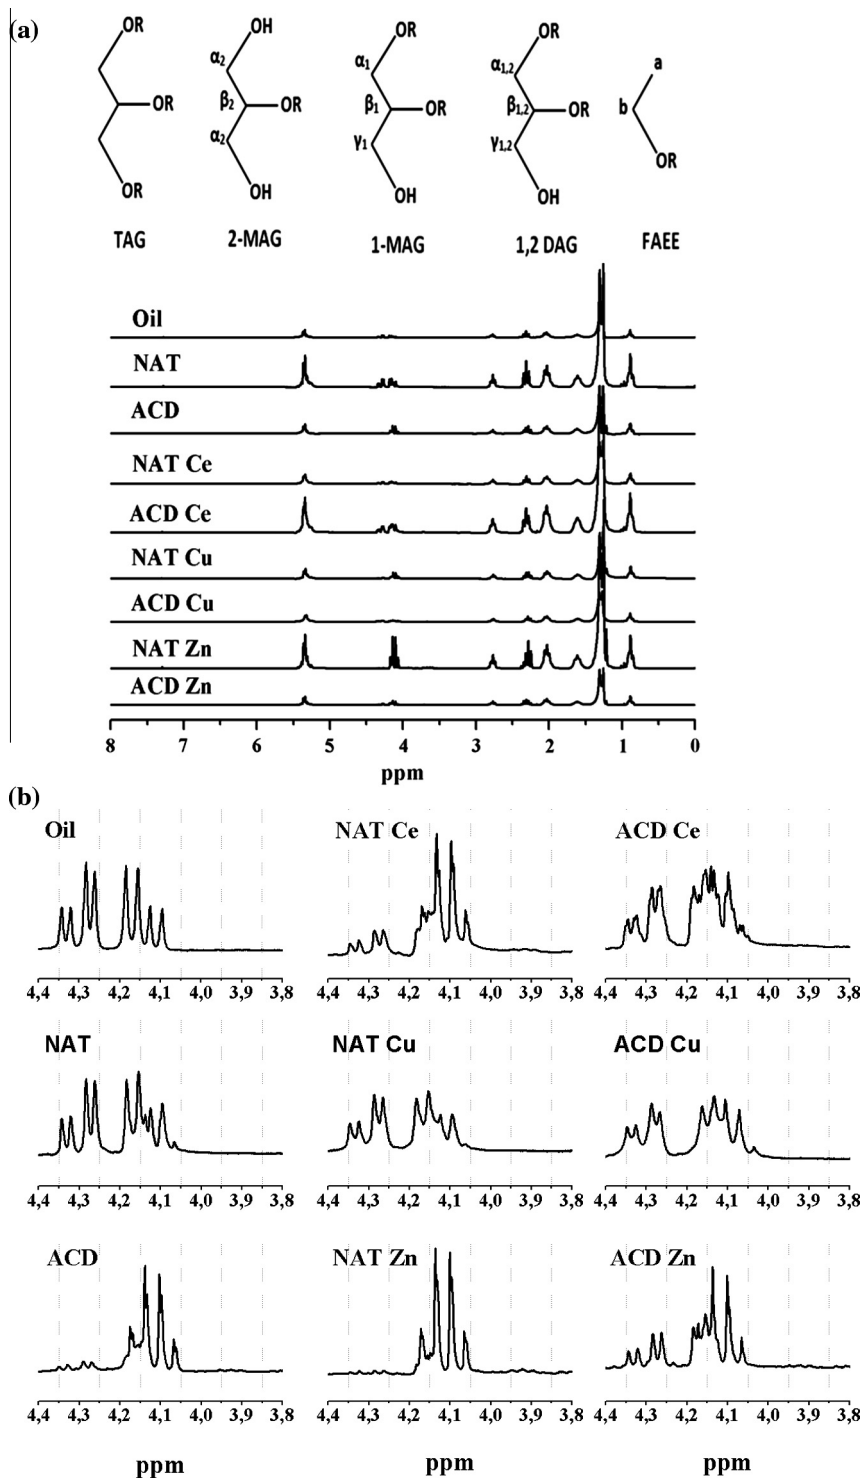 (a)
OR
OR
OR
TAG
OH
α2
β2 OR
α2
OH
2-MAG
OR
α1
β1 OR
γ1
OH
1-MAG
OR
α1,2
β1,2 OR
γ1,2
OH
1,2 DAG
a
b
OR
FAEE
Oil
NAT
ACD
NAT Ce
ACD Ce
NAT Cu
ACD Cu
NAT Zn
ACD Zn
8 7 6 5 4 3 2 1 0
ppm
(b)
Oil
4,4 4,3 4,2 4,1 4,0 3,9 3,8
NAT Ce
4,4 4,3 4,2 4,1 4,0 3,9 3,8
ACD Ce
4,4 4,3 4,2 4,1 4,0 3,9 3,8
NAT
4,4 4,3 4,2 4,1 4,0 3,9 3,8
NAT Cu
4,4 4,3 4,2 4,1 4,0 3,9 3,8
ACD Cu
4,4 4,3 4,2 4,1 4,0 3,9 3,8
ACD
4,4 4,3 4,2 4,1 4,0 3,9 3,8
NAT Zn
4,4 4,3 4,2 4,1 4,0 3,9 3,8
ACD Zn
4,4 4,3 4,2 4,1 4,0 3,9 3,8
ppm
ppm
ppm